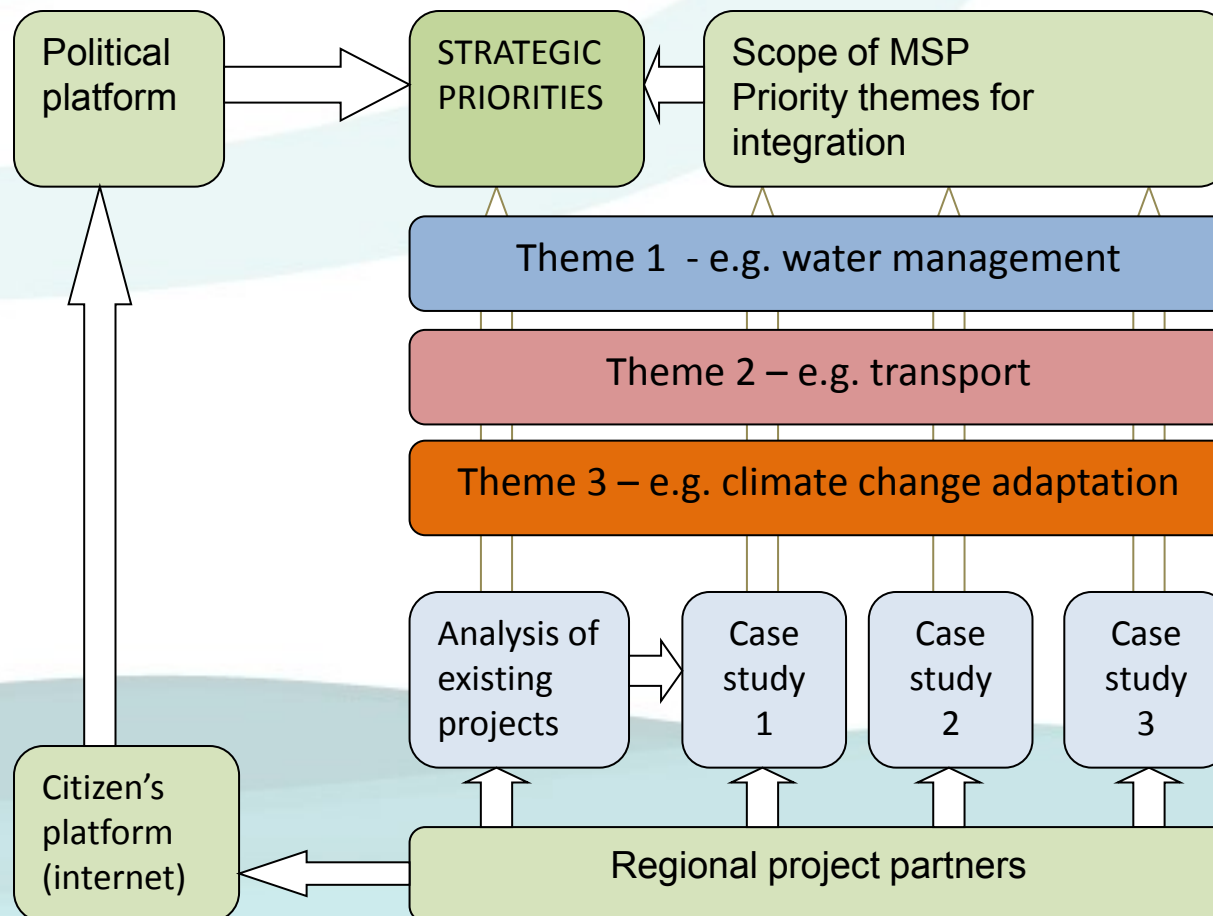 Political
platform
STRATEGIC
PRIORITIES
Scope of MSP
Priority themes for
integration
Theme 1  - e.g. water management
Theme 2 – e.g. transport
Theme 3 – e.g. climate change adaptation
Analysis of
existing
projects
Case
study
1
Case
study
2
Case
study
3
Citizen’s
platform
(internet)
Regional project partners